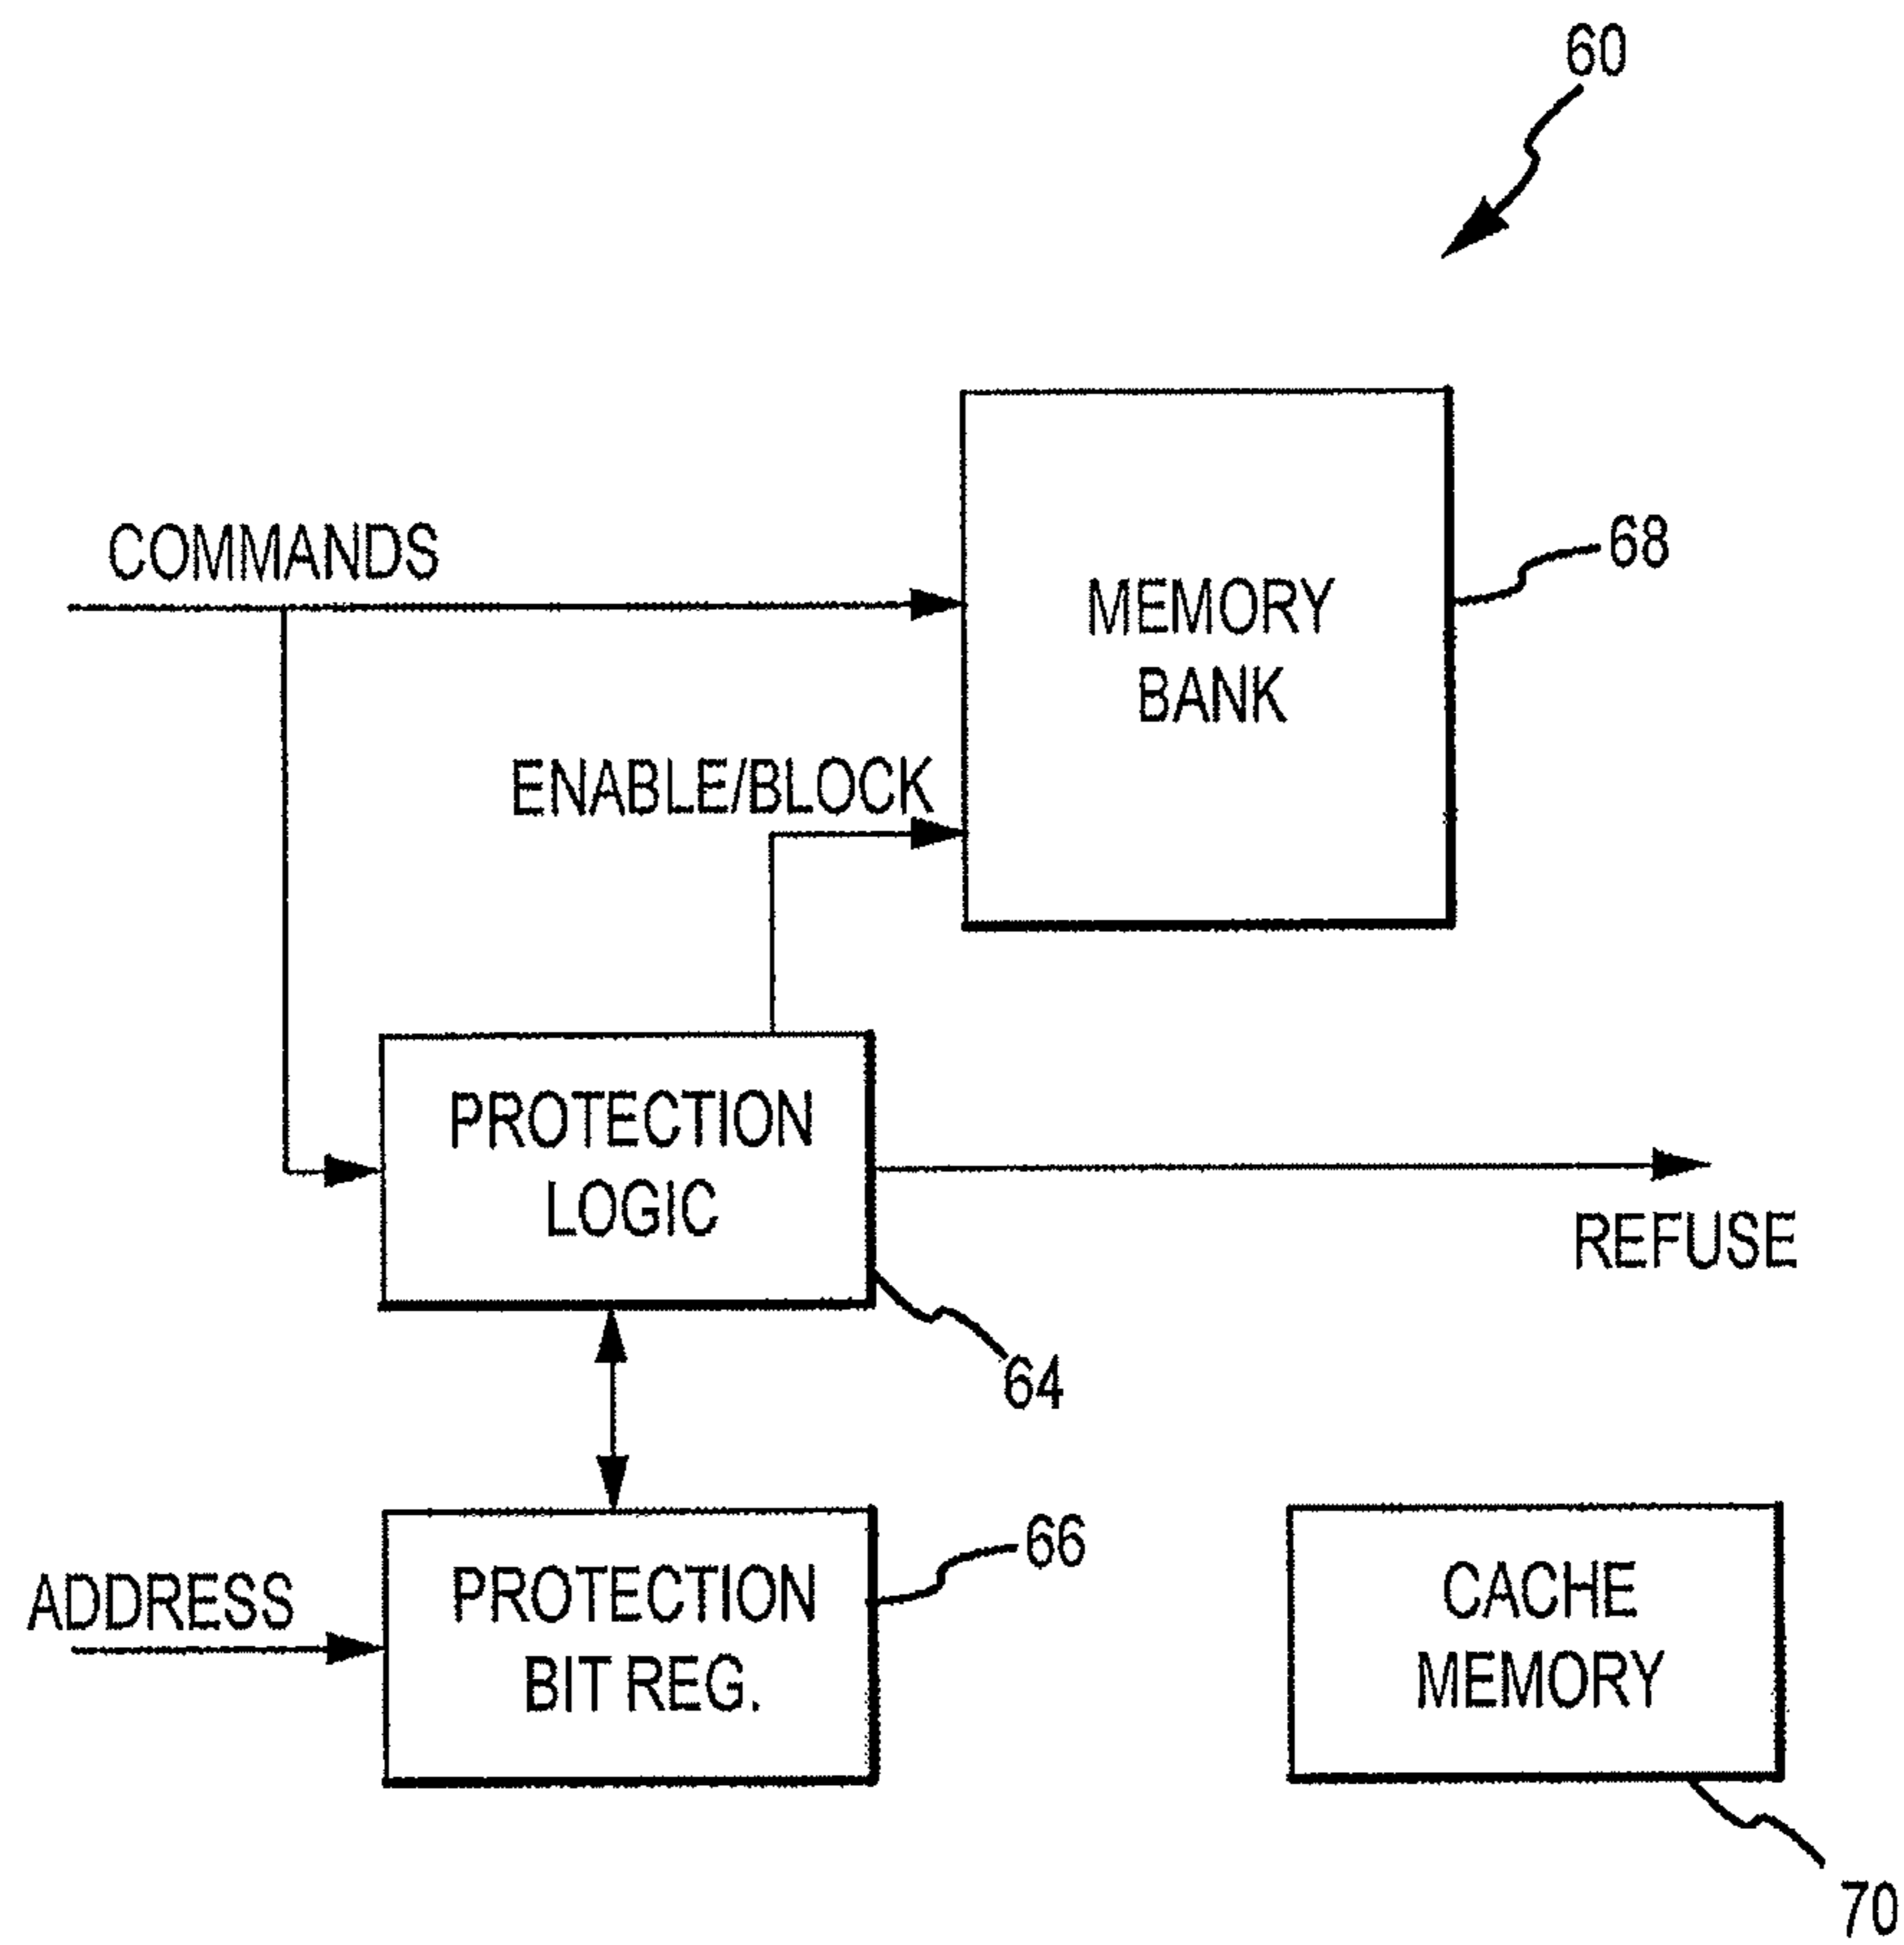 60
COMMANDS
MEMORY
BANK
68
ENABLE/BLOCK
PROTECTION
LOGIC
REFUSE
64
ADDRESS
PROTECTION
BIT REG.
66
CACHE
MEMORY
70